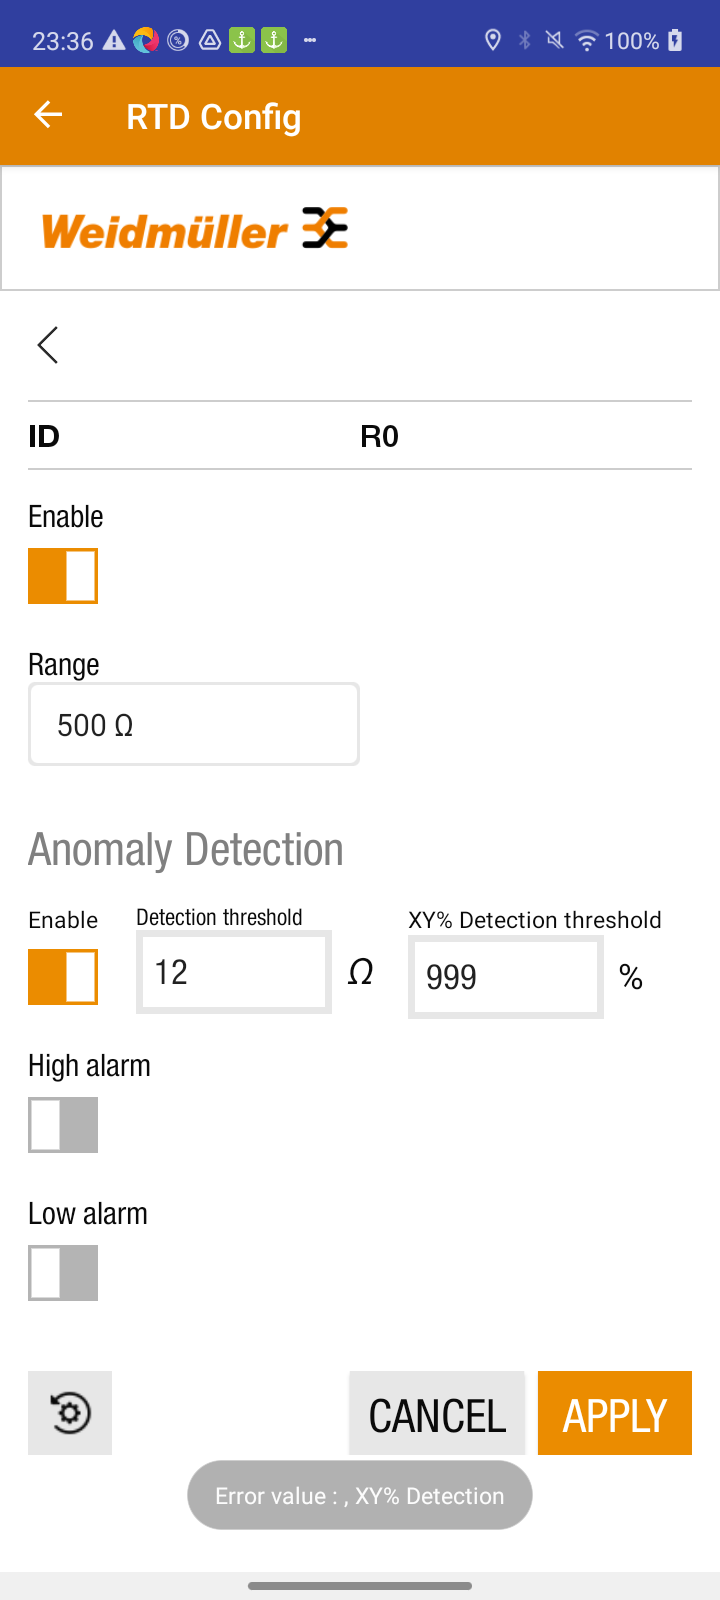 23:36 100%
RTD Config
Weidmüller
ID R0
Enable
Range
500 Ω
Anomaly Detection
Enable Detection threshold XY% Detection threshold
12 Ω 999 %
High alarm
Low alarm
CANCEL APPLY
Error value : , XY% Detection